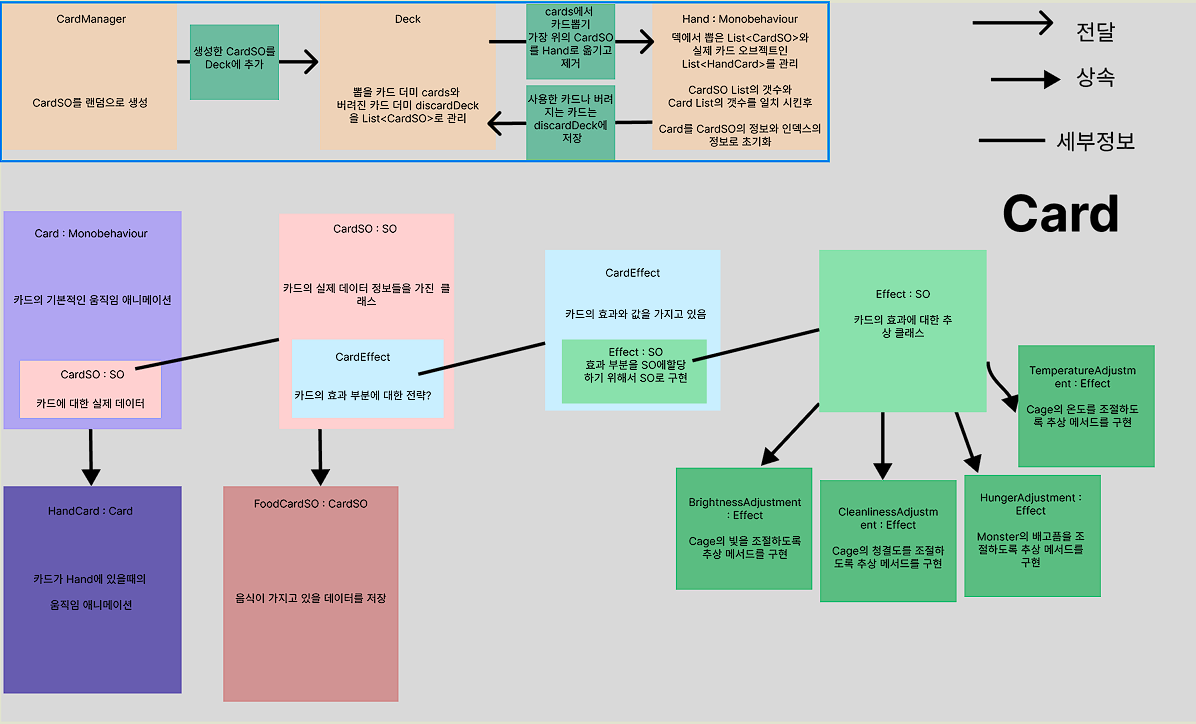 CardManager
CardSO를 랜덤으로 생성
생성한 CardSO를
Deck에 추가
Deck
뽑을 카드 더미 cards와
버려진 카드 더미 discardDeck
을 List<CardSO>로 관리
cards에서
카드뽑기
가장 위의 CardSO
를 Hand로 옮기고
제거
사용한 카드나 버려
지는 카드는
discardDeck에
저장
Hand : Monobehaviour
덱에서 뽑은 List<CardSO>와
실제 카드 오브젝트인
List<HandCard>를 관리
CardSO List의 갯수와
Card List의 갯수를 일치 시킨후
Card를 CardSO의 정보와 인덱스의
정보로 초기화
전달
상속
세부정보
Card
Card : Monobehaviour
카드의 기본적인 움직임 애니메이션
CardSO : SO
카드에 대한 실제 데이터
CardSO : SO
카드의 실제 데이터 정보들을 가진 클
래스
CardEffect
카드의 효과 부분에 대한 전략?
CardEffect
카드의 효과와 값을 가지고 있음
Effect : SO
효과 부분을 SO에할당
하기 위해서 SO로 구현
Effect : SO
카드의 효과에 대한 추
상 클래스
TemperatureAdjustm
ent : Effect
Cage의 온도를 조절하도
록 추상 메서드를 구현
HandCard : Card
카드가 Hand에 있을때의
움직임 애니메이션
FoodCardSO : CardSO
음식이 가지고 있을 데이터를 저장
BrightnessAdjustment
: Effect
Cage의 빛을 조절하도록
추상 메서드를 구현
CleanlinessAdjustm
ent : Effect
Cage의 청결도를 조절하
도록 추상 메서드를 구현
HungerAdjustment :
Effect
Monster의 배고픔을 조
절하도록 추상 메서드를
구현